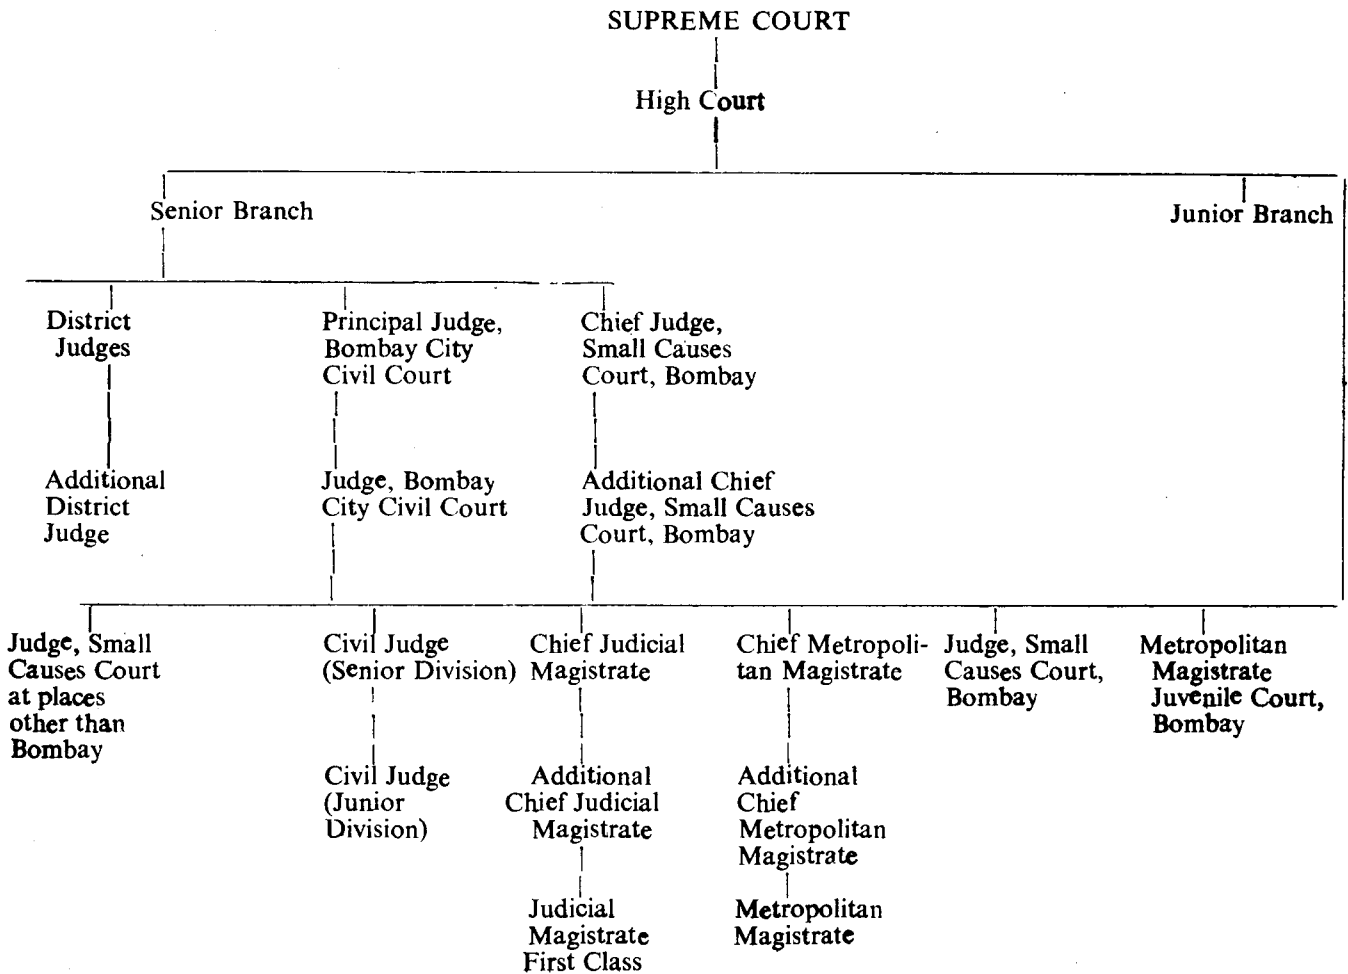 SUPREME COURT
High Court
Senior Branch
Junior Branch
District
Judges
Principal Judge,
Bombay City
Civil Court
Chief Judge,
Small Causes
Court, Bombay
Additional
District
Judge
Judge, Bombay
City Civil Court
Additional Chief
Judge, Small Causes
Court, Bombay
Judge, Small
Causes Court
at places
other than
Bombay
Civil Judge
(Senior Division)
Chief Judicial
Magistrate
Chief Metropoli-
tan Magistrate
Judge, Small
Causes Court,
Bombay
Metropolitan
Magistrate
Juvenile Court,
Bombay
Civil Judge
(Junior
Division)
Additional
Chief Judicial
Magistrate
Additional
Chief
Metropolitan
Magistrate
Judicial
Magistrate
First Class
Metropolitan
Magistrate